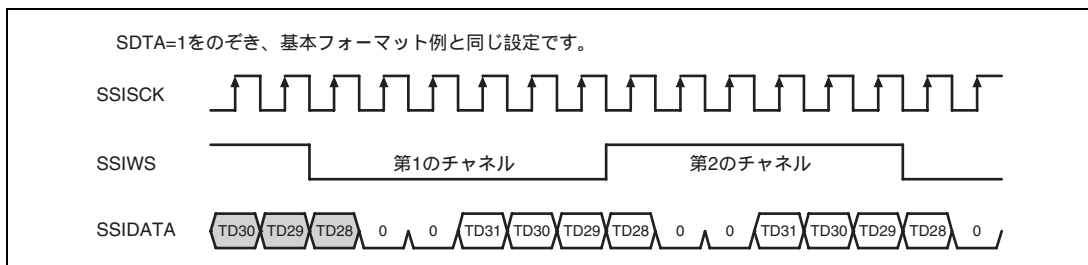 SDTA=1をのぞき、基本フォーマット例と同じ設定です。
SSISCK
SSIWS 第1のチャネル 第2のチャネル
SSIDATA TD30 TD29 TD28 0 0 TD31 TD30 TD29 TD28 0 0 TD31 TD30 TD29 TD28 0